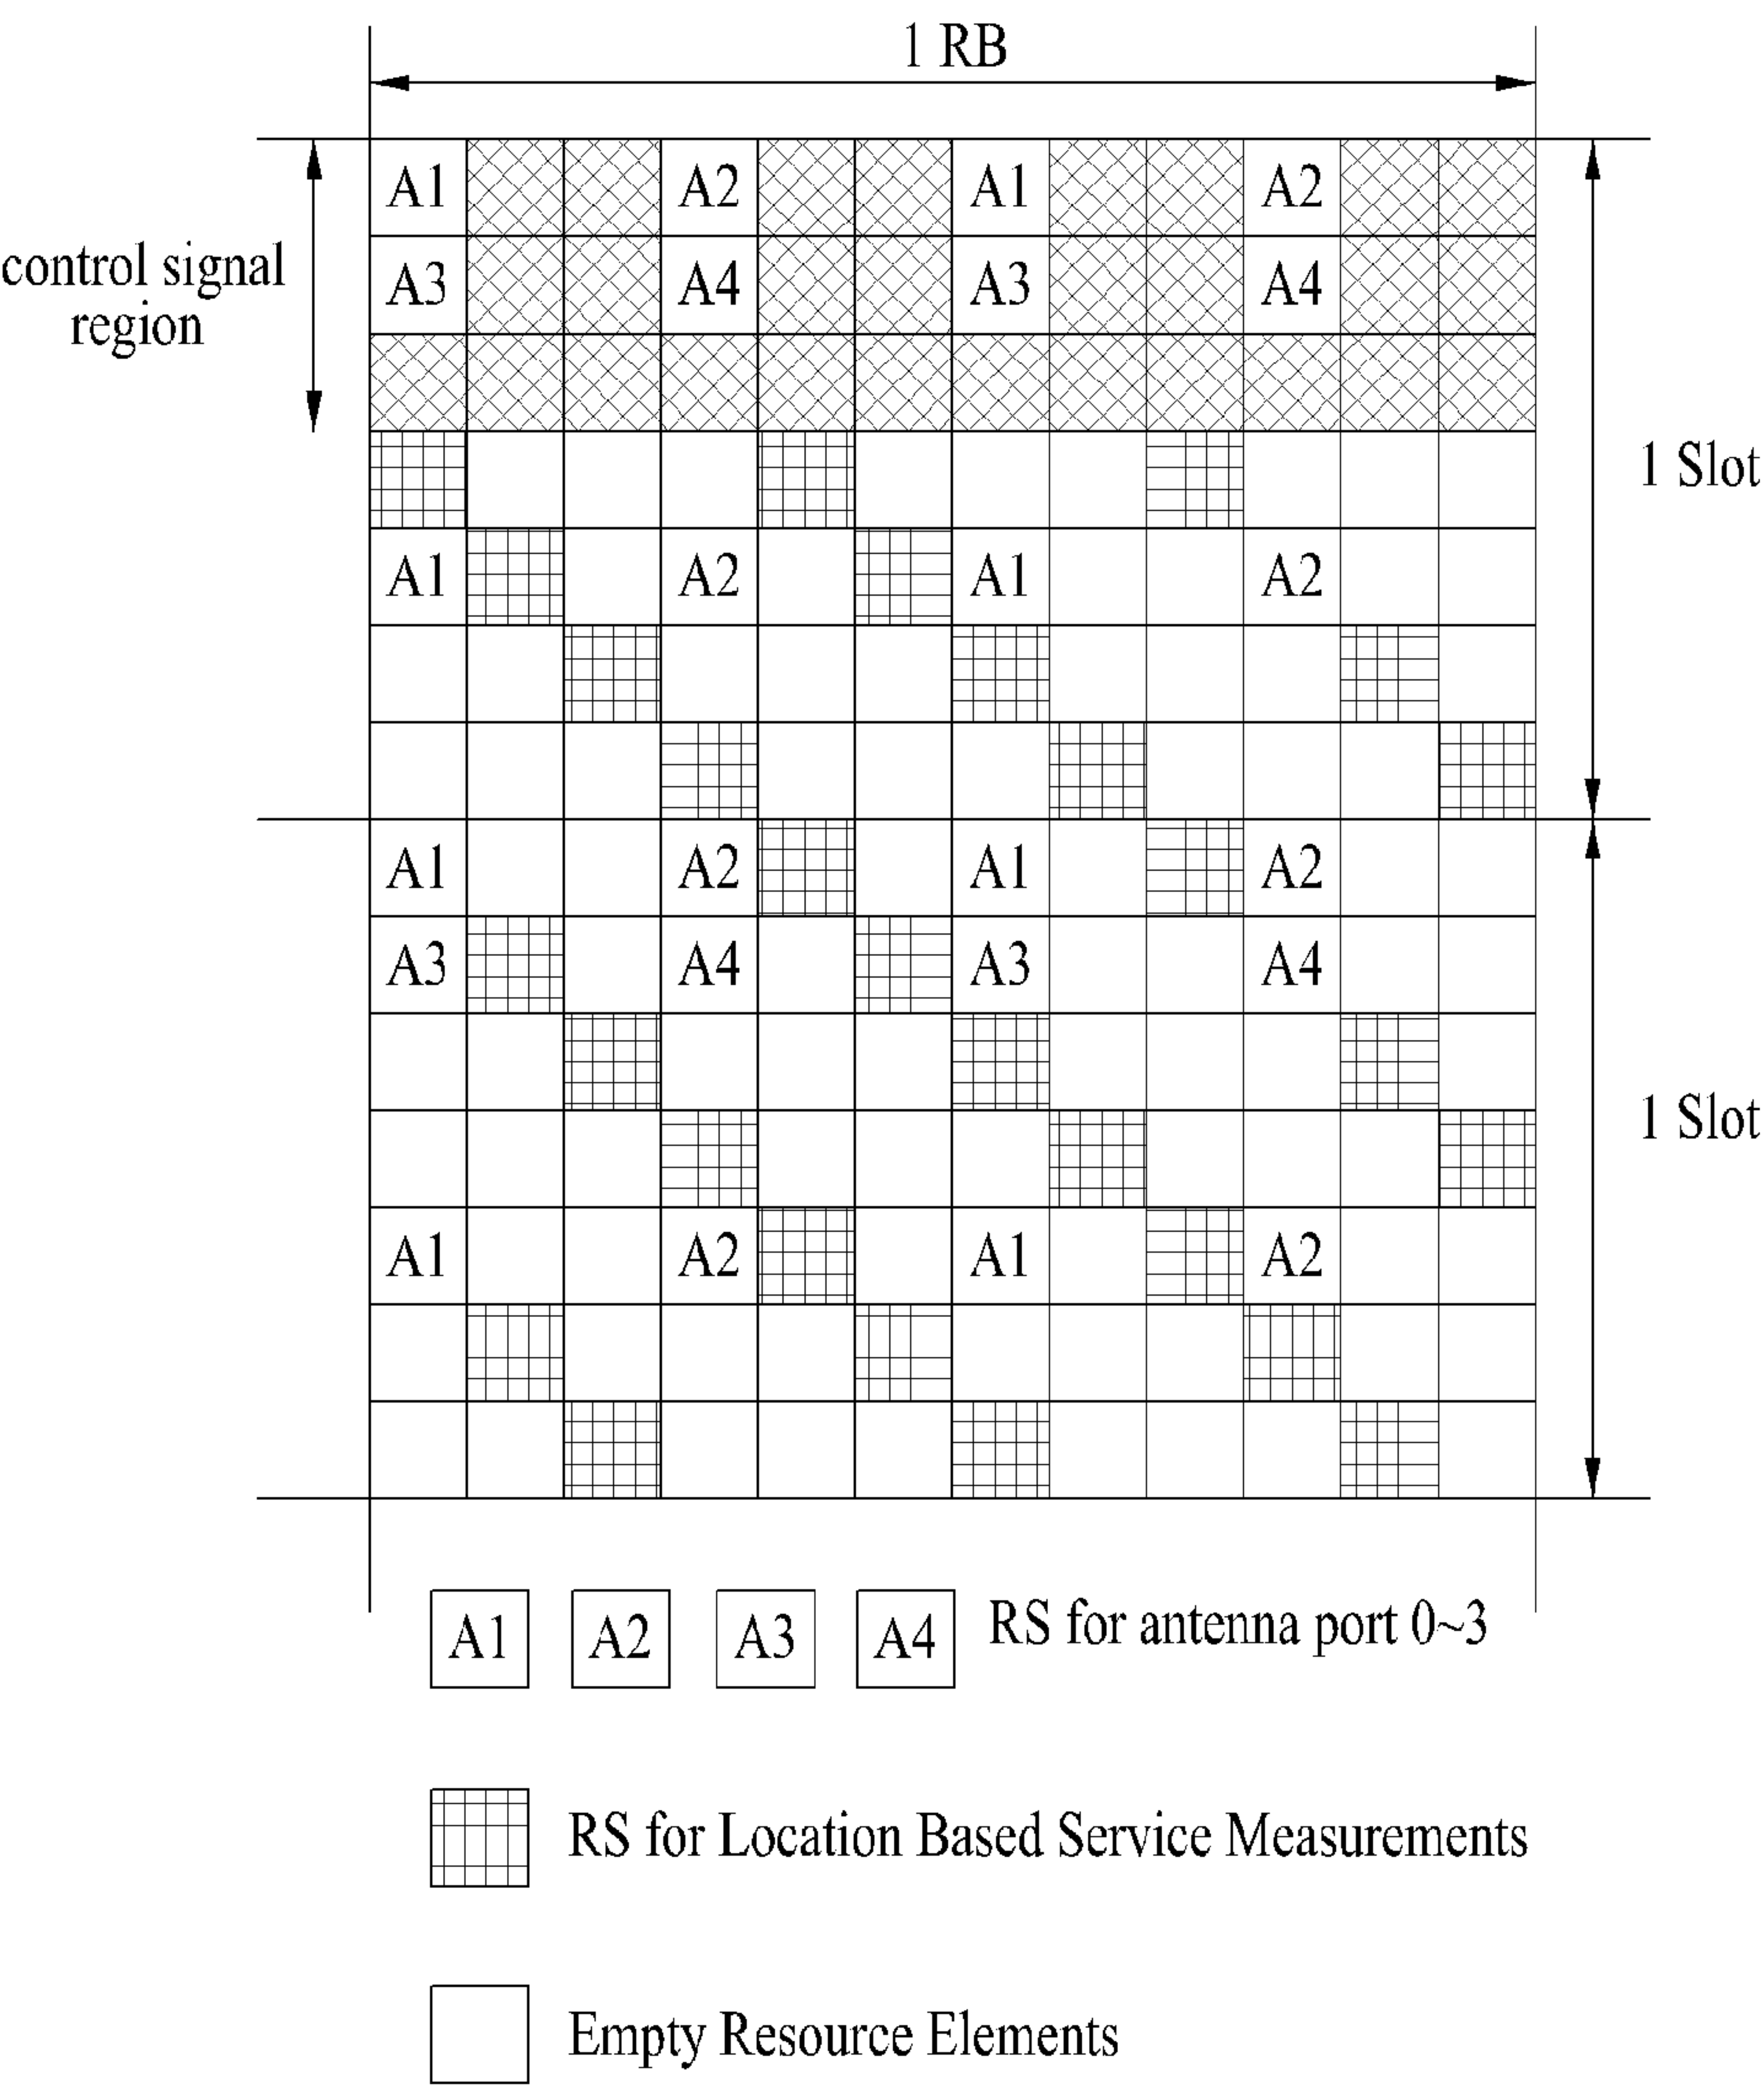 1 RB
A1 A2 A1 A2
control signal
region
A3 A4 A3 A4
1 Slot
A1 A2 A1 A2
A1 A2 A1 A2
A3 A4 A3 A4
1 Slot
A1 A2 A1 A2
A1 A2 A3 A4 RS for antenna port 0~3
RS for Location Based Service Measurements
Empty Resource Elements